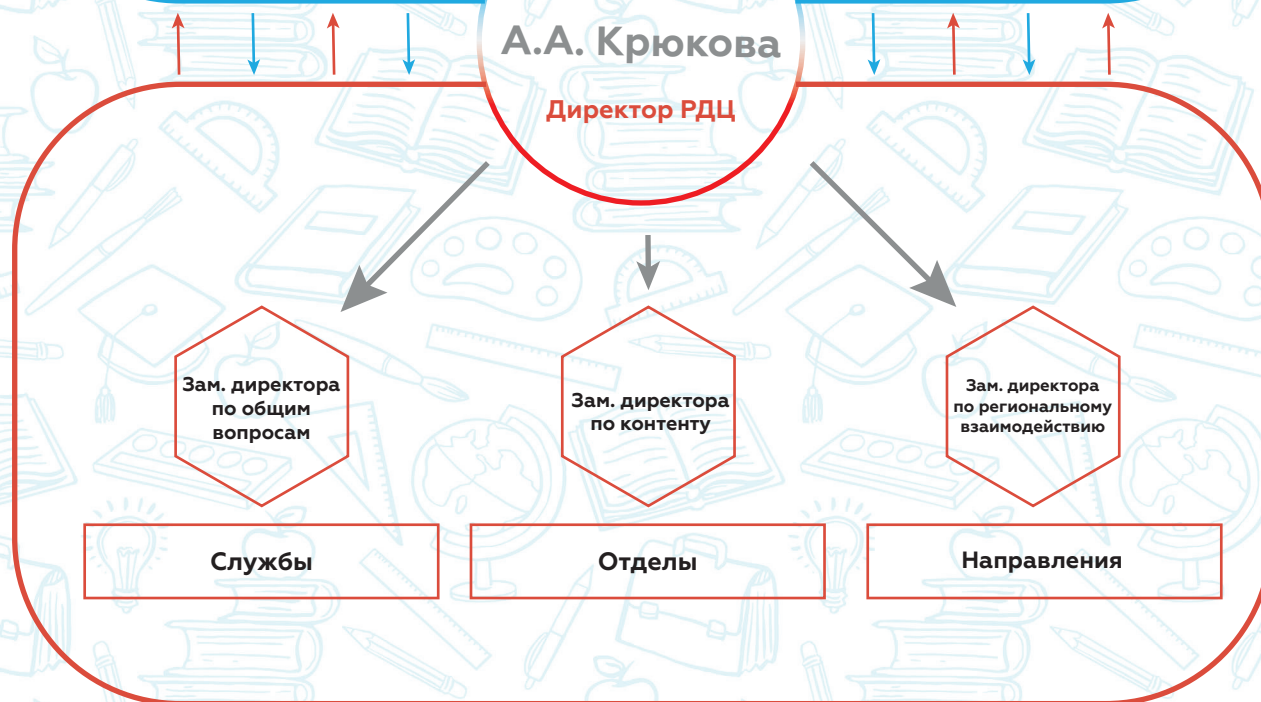 А.А. Крюкова
Директор РДЦ
Зам. директора
по общим
вопросам
Зам. директора
по контенту
Зам. директора
по региональному
взаимодействию
Службы
Отделы
Направления